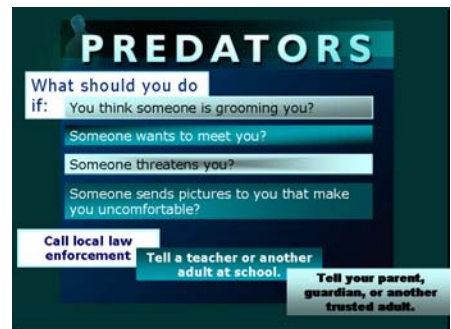 PREDATORS
What should you do
if:
You think someone is grooming you?
Someone wants to meet you?
Someone threatens you?
Someone sends pictures to you that make
you uncomfortable?
Call local law
enforcement
Tell a teacher or another
adult at school.
Tell your parent,
guardian, or another
trusted adult.